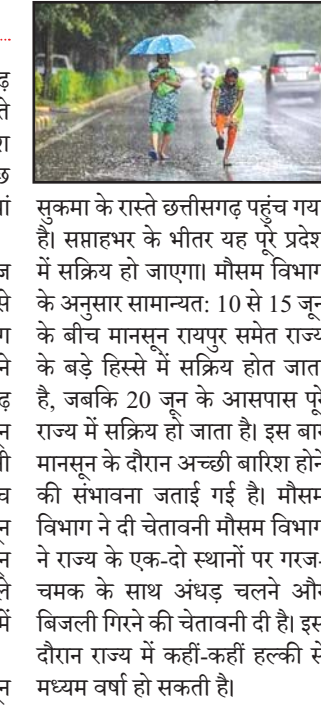 सुकमा के रास्ते छत्तीसगढ़ पहुंच गया
है। सप्ताहभर के भीतर यह पूरे प्रदेश
में सक्रिय हो जाएगा। मौसम विभाग
के अनुसार सामान्यत: 10 से 15 जून
के बीच मानसून रायपुर समेत राज्य
के बड़े हिस्से में सक्रिय होत जाता
है, जबकि 20 जून के आसपास पूरे
राज्य में सक्रिय हो जाता है। इस बार
मानसून के दौरान अच्छी बारिश होने
की संभावना जताई गई है। मौसम
विभाग ने दी चेतावनी मौसम विभाग
ने राज्य के एक-दो स्थानों पर गरज-
चमक के साथ अंधड़ चलने और
बिजली गिरने की चेतावनी दी है। इस
दौरान राज्य में कहीं-कहीं हल्की से
मध्यम वर्षा हो सकती है।